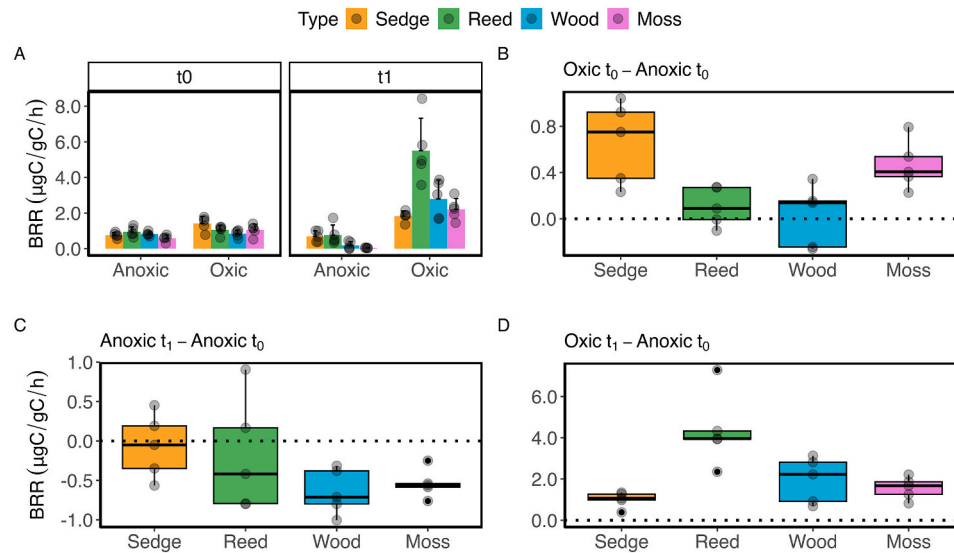 Type Sedge Reed Wood Moss
A
t0 t1
BRR (µgC/gC/h)
8.0
6.0
4.0
2.0
0.0
Anoxic Oxic Anoxic Oxic
B
Oxic t₀ – Anoxic t₀
0.8
0.4
0.0
Sedge Reed Wood Moss
C
Anoxic t₁ – Anoxic t₀
BRR (µgC/gC/h)
1.0
0.5
0.0
-0.5
-1.0
Sedge Reed Wood Moss
D
Oxic t₁ – Anoxic t₀
6.0
4.0
2.0
0.0
Sedge Reed Wood Moss